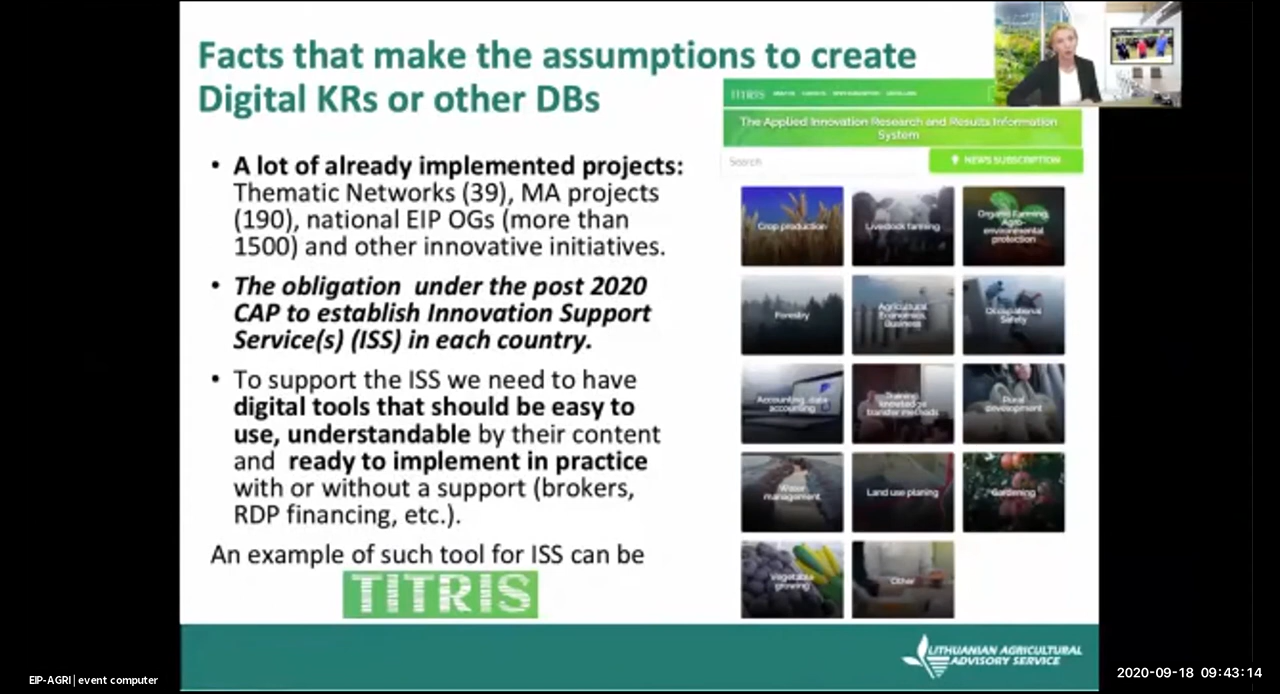 Facts that make the assumptions to create
Digital KRs or other DBs
• A lot of already implemented projects:
Thematic Networks (39), MA projects
(190), national EIP OGs (more than
1500) and other innovative initiatives.
• The obligation under the post 2020
CAP to establish Innovation Support
Service(s) (ISS) in each country.
• To support the ISS we need to have
digital tools that should be easy to
use, understandable by their content
and ready to implement in practice
with or without a support (brokers,
RDP financing, etc.).
An example of such tool for ISS can be
TITRIS
TITRIS
The Applied Innovation Research and Results Information
System
Search
NEWS SUBSCRIPTION
Crop production
Livestock farming
Organic Farming,
Agro-
environmental
protection
Forestry
Agricultural
Economics,
Business
Occupational
Safety
Accounting, data
accounting
Training,
knowledge
transfer methods
Rural
development
Water
management
Land use planing
Gardening
Vegetable
growing
Other
LITHUANIAN AGRICULTURAL
ADVISORY SERVICE
EIP-AGRI | event computer
2020-09-18 09:43:14